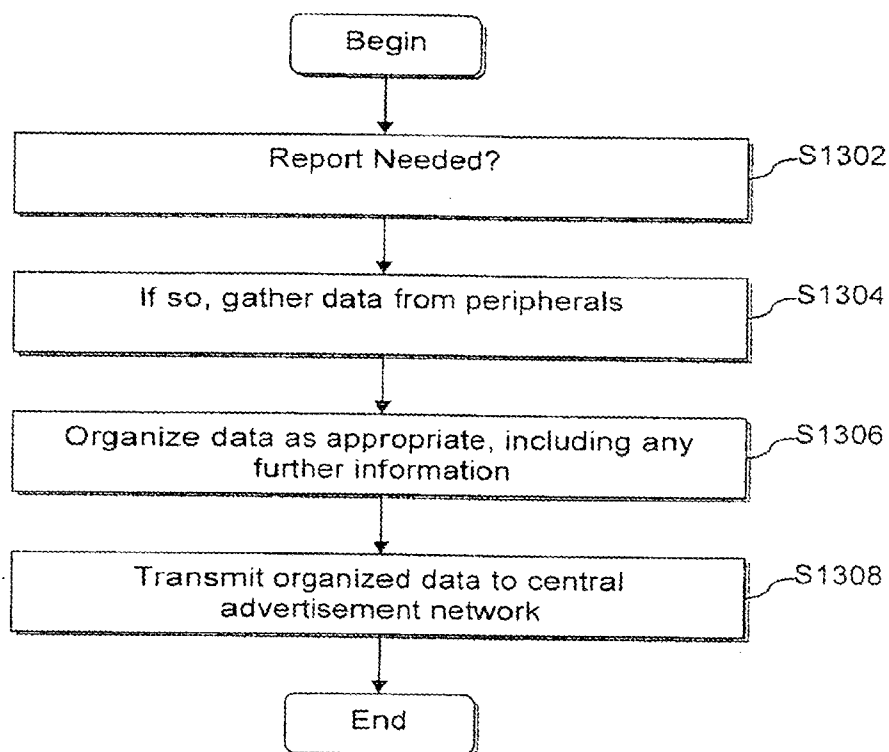 Begin
Report Needed?
S1302
If so, gather data from peripherals
S1304
Organize data as appropriate, including any
further information
S1306
Transmit organized data to central
advertisement network
S1308
End